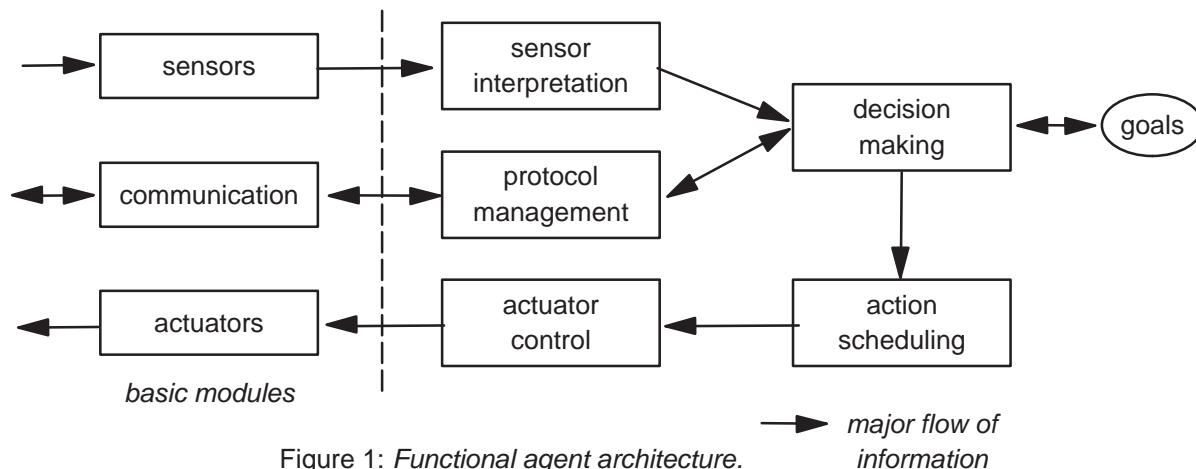 sensors
sensor
interpretation
decision
making
goals
communication
protocol
management
actuators
actuator
control
action
scheduling
basic modules
major flow of
information
Figure 1: Functional agent architecture.